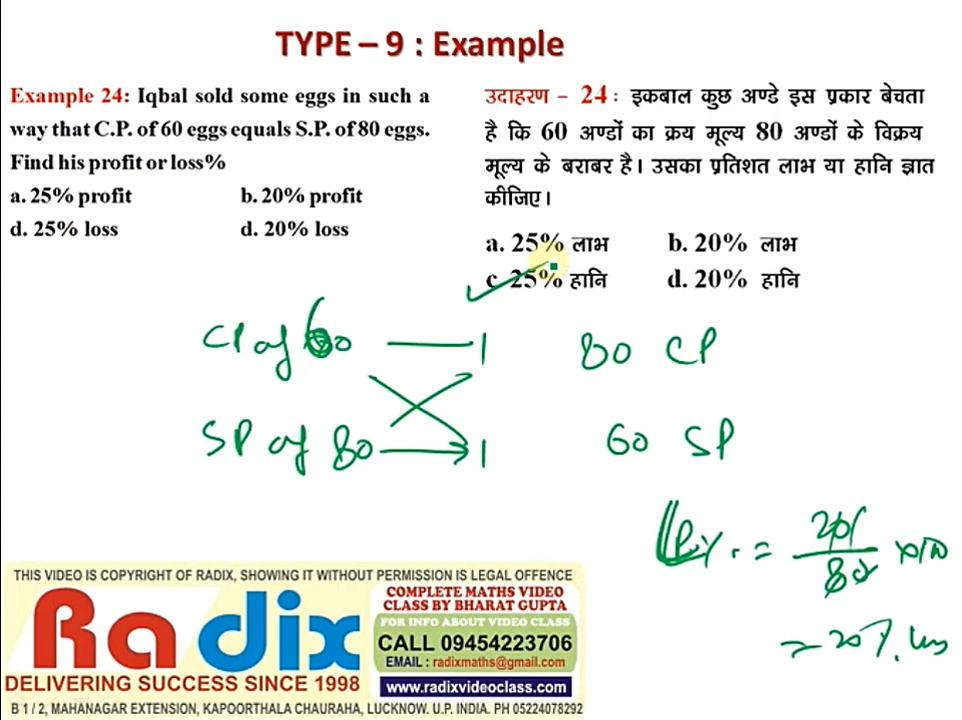 TYPE – 9 : Example
Example 24: Iqbal sold some eggs in such a
way that C.P. of 60 eggs equals S.P. of 80 eggs.
Find his profit or loss%
a. 25% profit b. 20% profit
d. 25% loss d. 20% loss
उदाहरण – 24 : इकबाल कुछ अण्डे इस प्रकार बेचता
है कि 60 अण्डों का क्रय मूल्य 80 अण्डों के विक्रय
मूल्य के बराबर है। उसका प्रतिशत लाभ या हानि ज्ञात
कीजिए।
a. 25% लाभ b. 20% लाभ
c 25% हानि d. 20% हानि
CP of 60 1 80 CP
SP of 80 1 60 SP
THIS VIDEO IS COPYRIGHT OF RADIX, SHOWING IT WITHOUT PERMISSION IS LEGAL OFFENCE
Radix
DELIVERING SUCCESS SINCE 1998
COMPLETE MATHS VIDEO
CLASS BY BHARAT GUPTA
FOR INFO ABOUT VIDEO CLASS
CALL 09454223706
EMAIL : radixmaths@gmail.com
www.radixvideoclass.com
B 1 / 2, MAHANAGAR EXTENSION, KAPOORTHALA CHAURAHA, LUCKNOW. U.P. INDIA. PH 05224078292